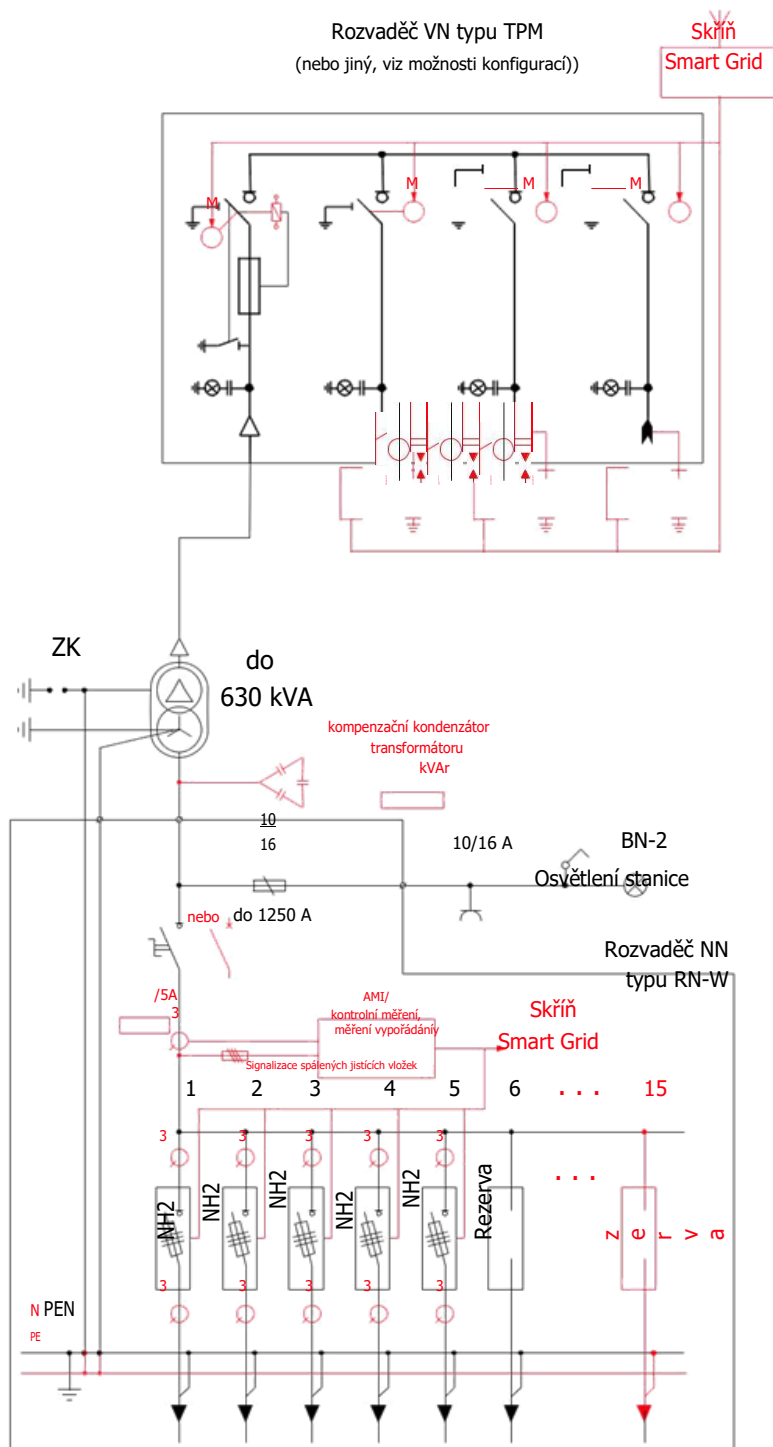 Rozvaděč VN typu TPM
(nebo jiný, viz možnosti konfigurací))
Skříň
Smart Grid
M
M
M
M
ZK
do
630 kVA
kompenzační kondenzátor
transformátoru
kVAr
10
16
10/16 A
BN-2
Osvětlení stanice
nebo
do 1250 A
Rozvaděč NN
typu RN-W
/5A
3
AMI/
kontrolní měření,
měření vypořádáníy
Skříň
Smart Grid
Signalizace spálených jistících vložek
1 2 3 4 5 6 . . . 15
3 3 3 3 3
. . .
NH2 NH2 NH2 NH2 NH2 Rezerva
z e r v a
3 3 3 3 3
N PEN
PE